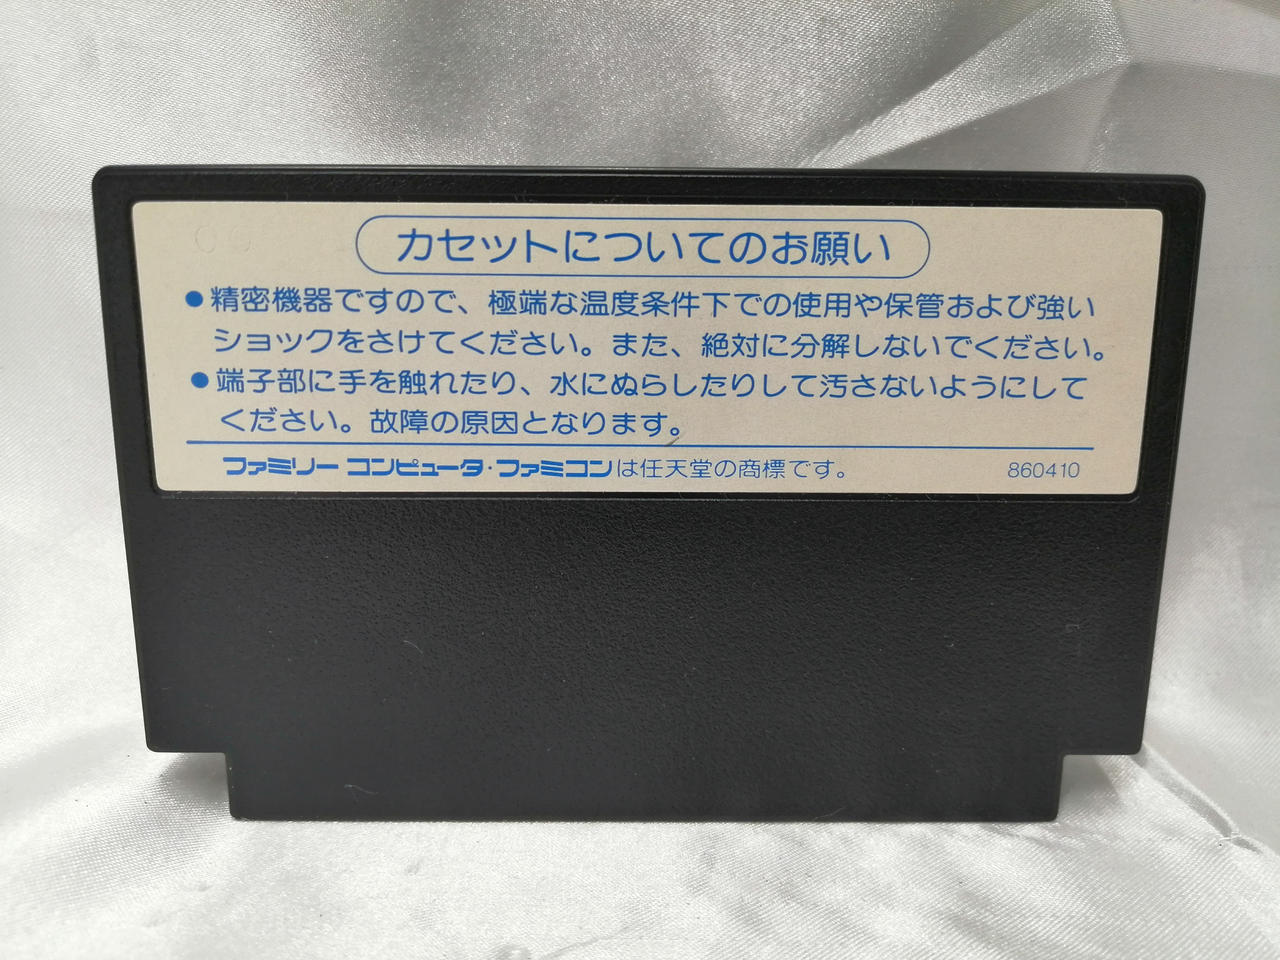 カセットについてのお願い
●精密機器ですので、極端な温度条件下での使用や保管および強い
ショックをさけてください。また、絶対に分解しないでください。
●端子部に手を触れたり、水にぬらしたりして汚さないようにして
ください。故障の原因となります。
ファミリーコンピュータ・ファミコンは任天堂の商標です。 860410